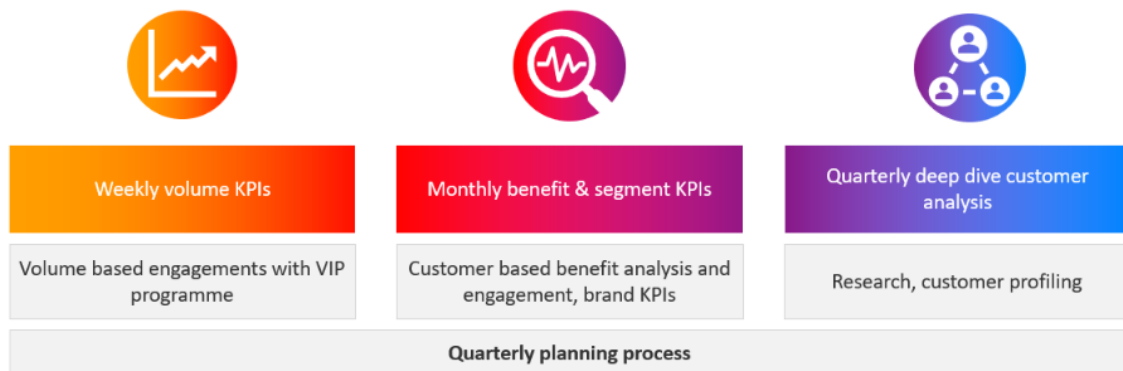 Weekly volume KPIs
Monthly benefit & segment KPIs
Quarterly deep dive customer
analysis
Volume based engagements with VIP
programme
Customer based benefit analysis and
engagement, brand KPIs
Research, customer profiling
Quarterly planning process